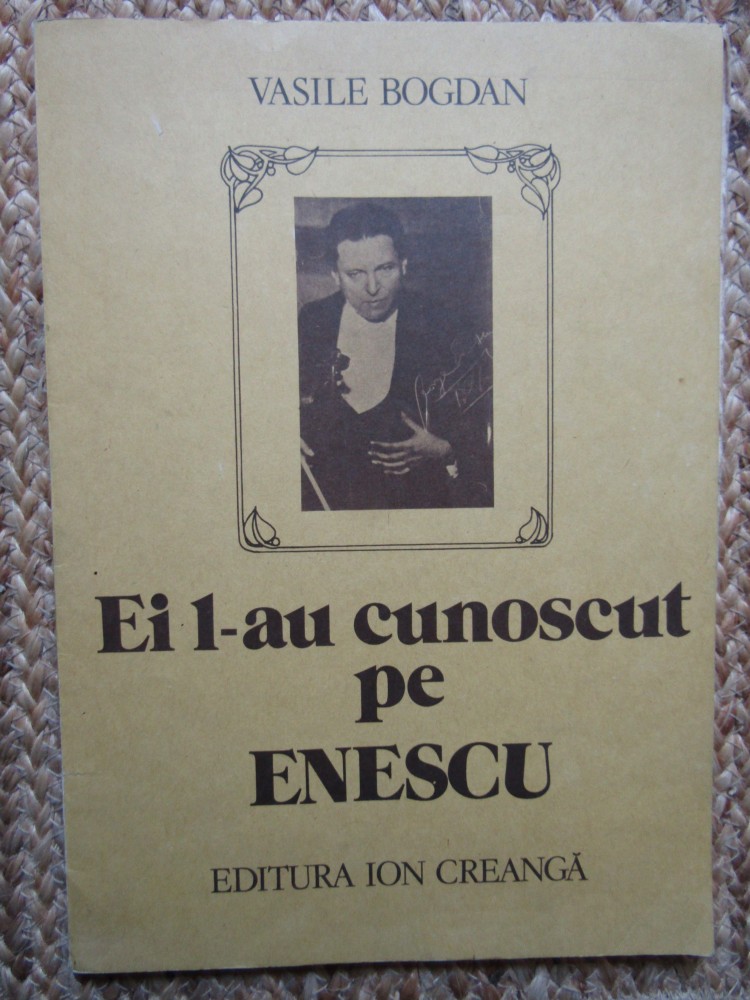 VASILE BOGDAN
Ei l-au cunoscut
pe
ENESCU
EDITURA ION CREANGĂ